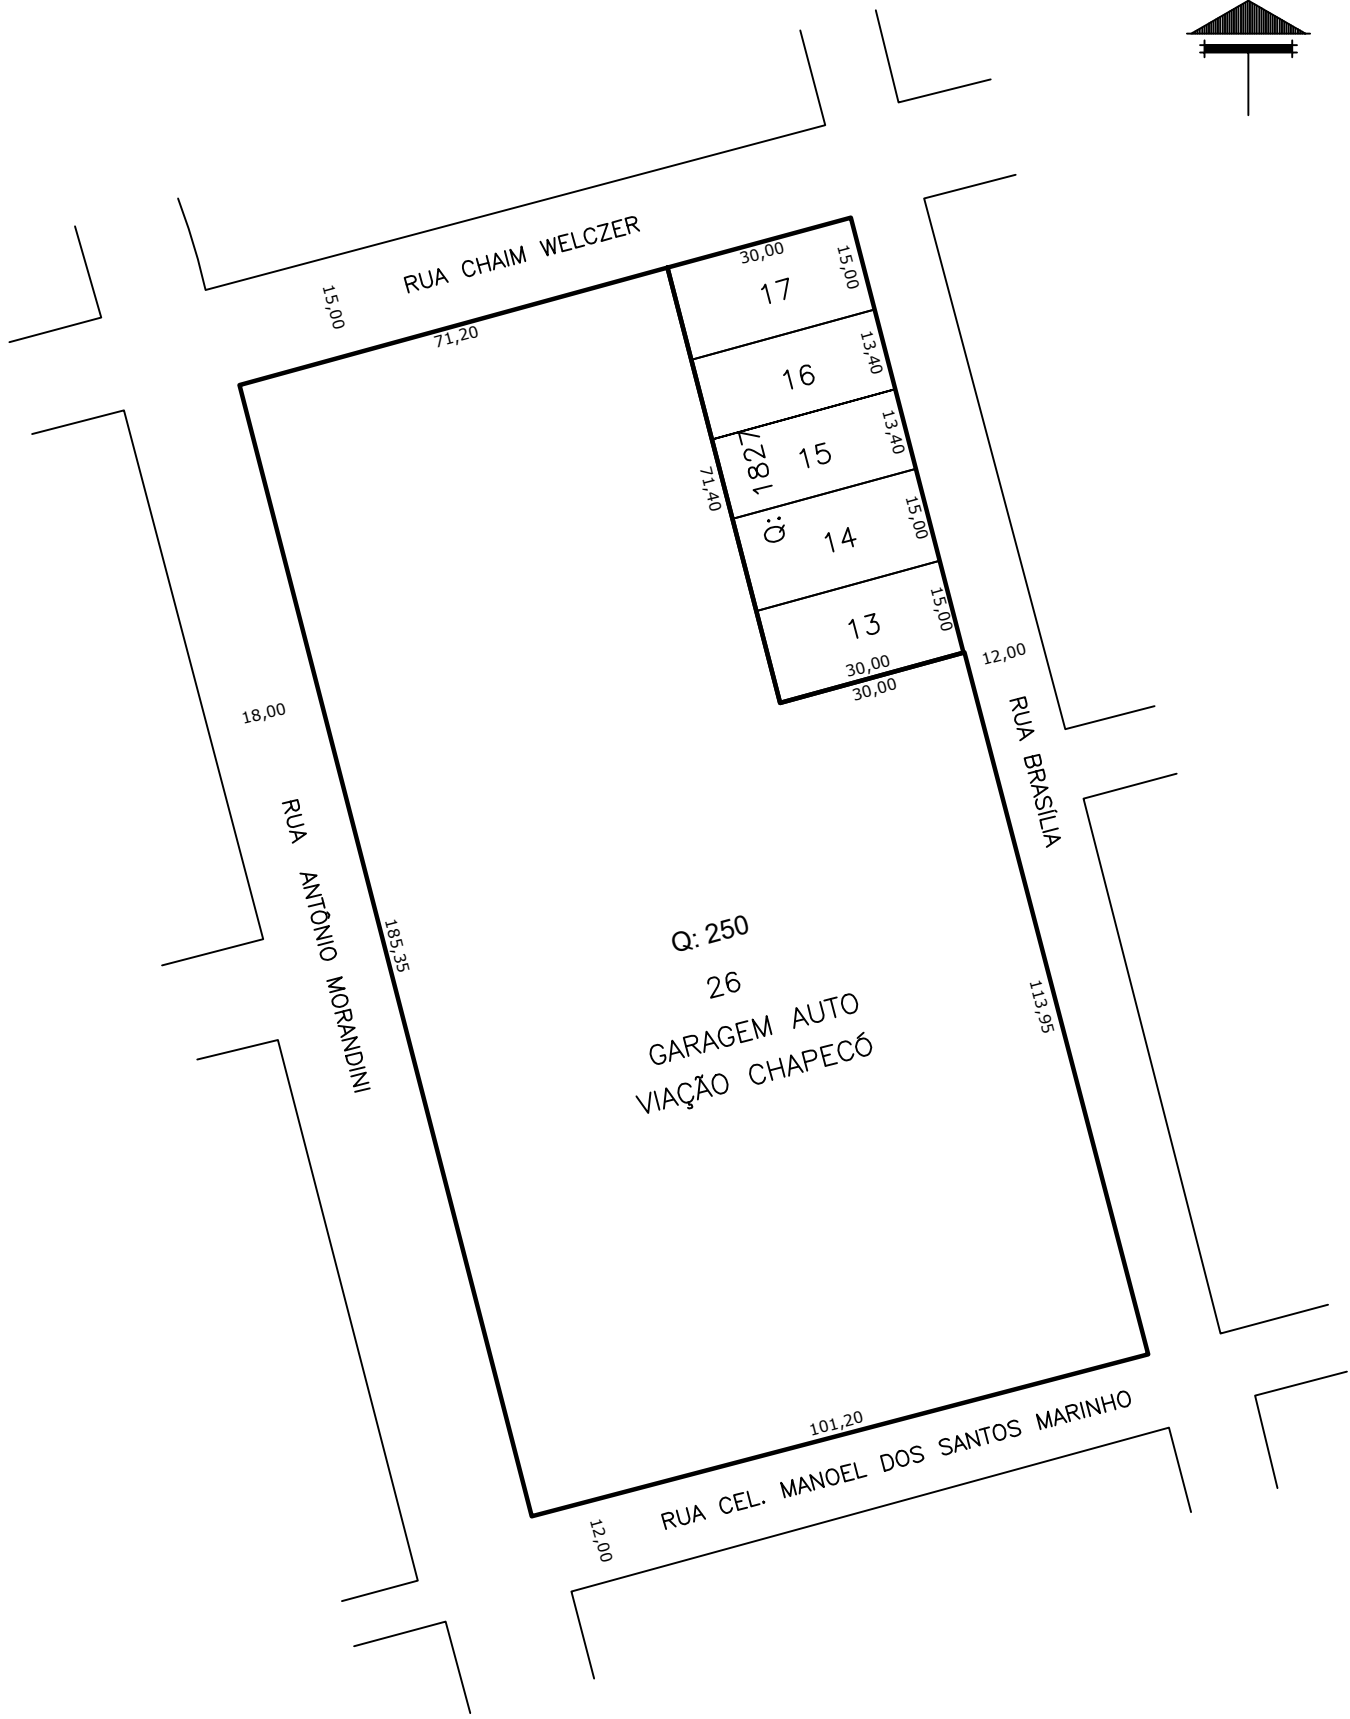 RUA CHAIM WELCZER
30,00
15,00
17
15,00
71,20
13,40
16
13,40
15
Q: 1827
71,40
15,00
14
15,00
13
30,00
12,00
30,00
18,00
RUA BRASÍLIA
RUA ANTÔNIO MORANDINI
185,35
Q: 250
26
GARAGEM AUTO
VIAÇÃO CHAPECÓ
113,95
101,20
RUA CEL. MANOEL DOS SANTOS MARINHO
12,00